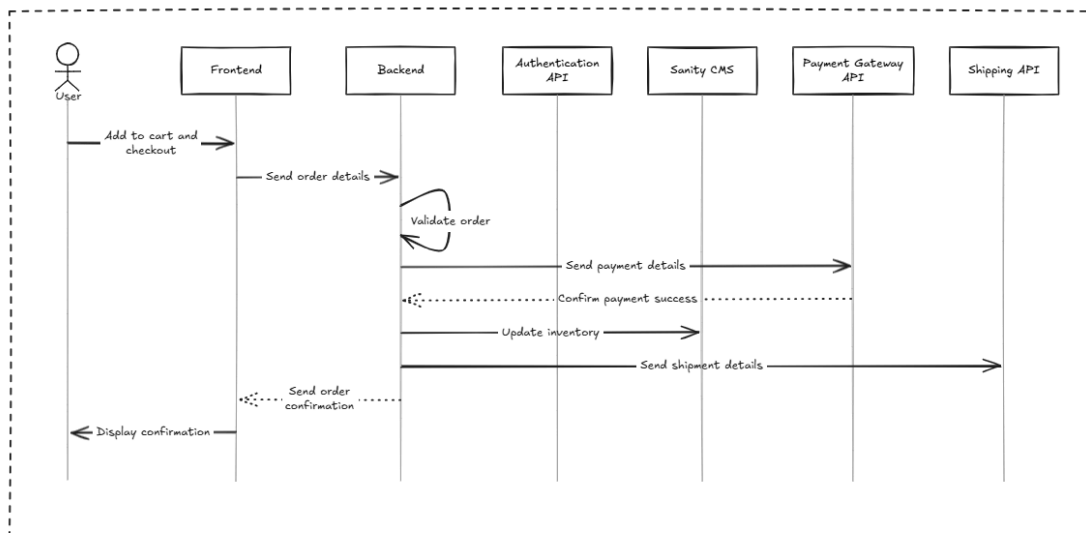 User
Frontend
Backend
Authentication
API
Sanity CMS
Payment Gateway
API
Shipping API
Add to cart and
checkout
Send order details
Validate order
Send payment details
Confirm payment success
Update inventory
Send shipment details
Send order
confirmation
Display confirmation